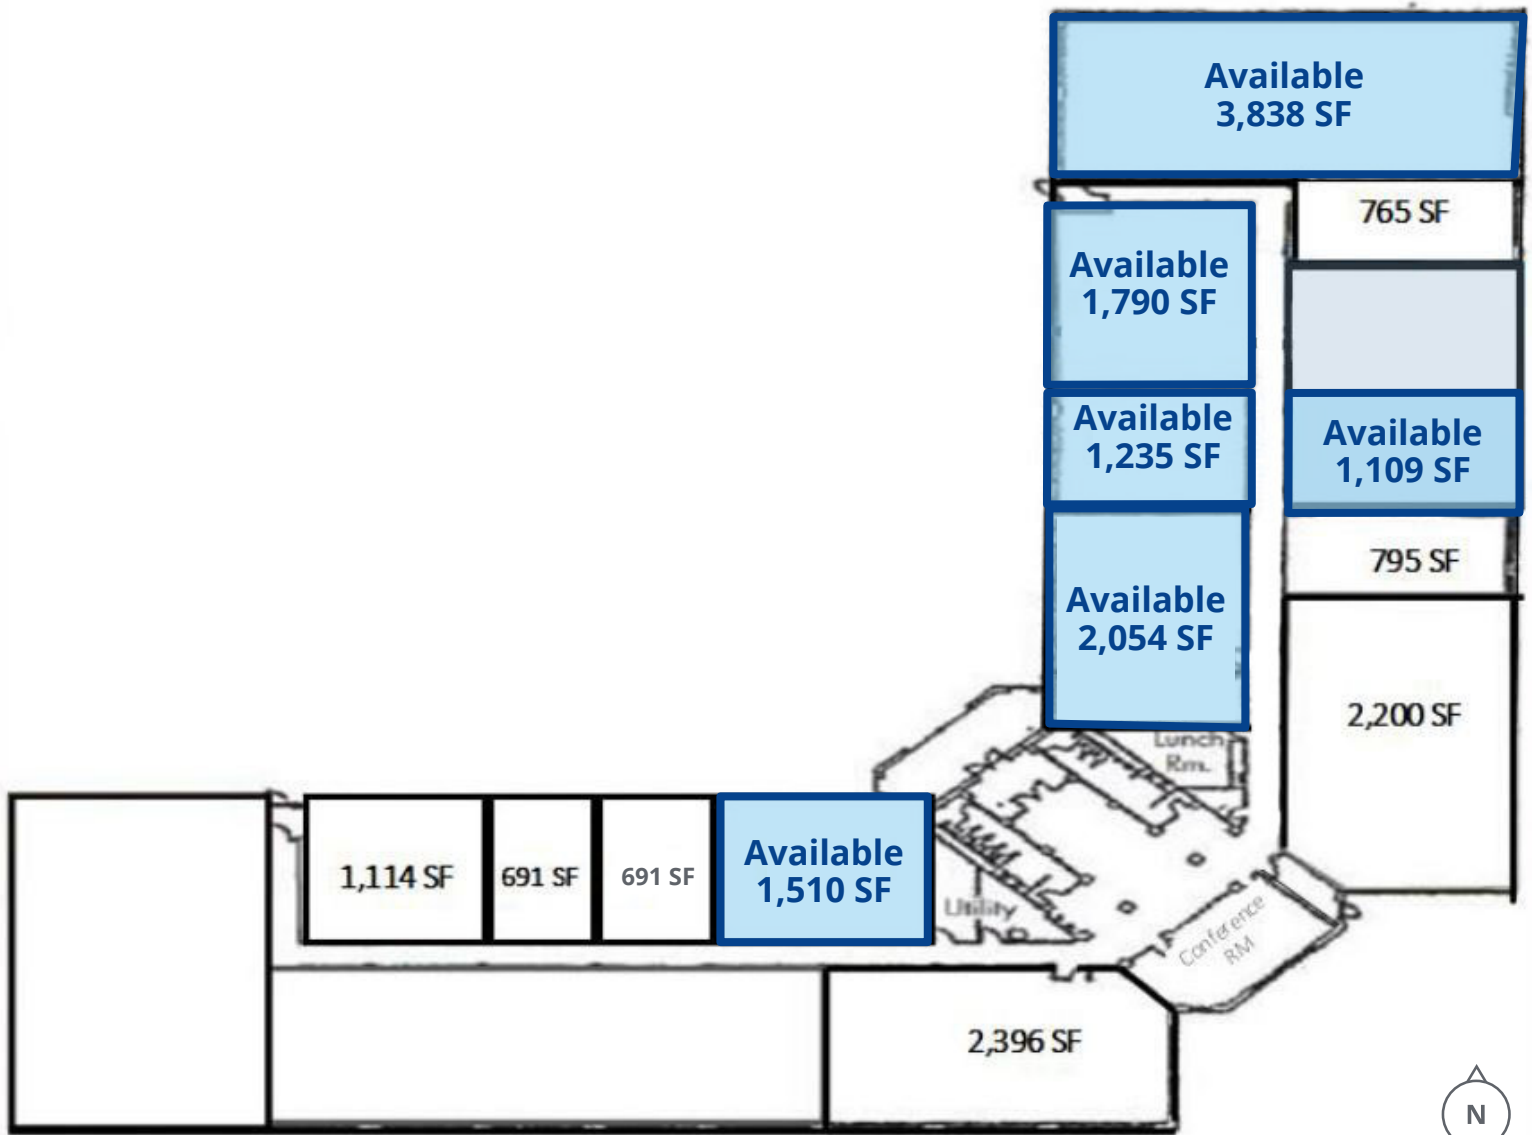 Available
3,838 SF
765 SF
Available
1,790 SF
Available
1,235 SF
Available
1,109 SF
795 SF
Available
2,054 SF
2,200 SF
Lunch
Rm.
1,114 SF
691 SF
691 SF
Available
1,510 SF
Utility
Conference
RM
2,396 SF
N